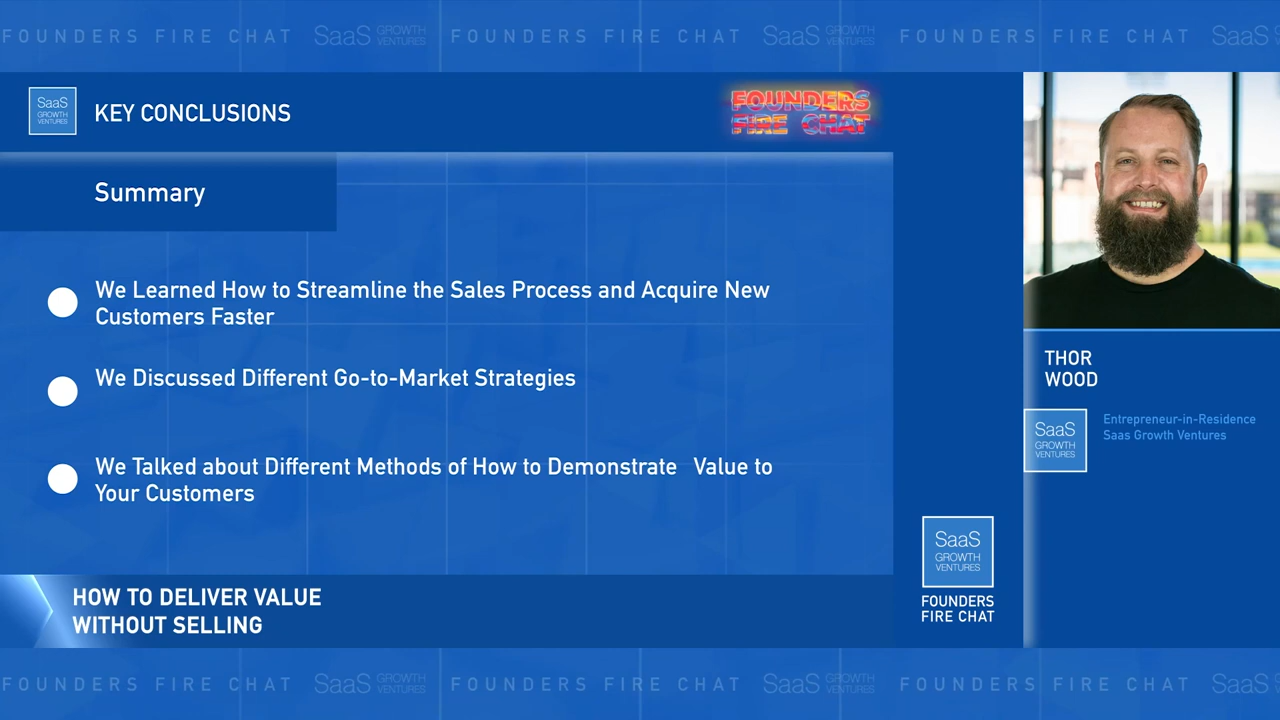 FOUNDERS FIRE CHAT SaaS GROWTH VENTURES FOUNDERS FIRE CHAT SaaS GROWTH VENTURES FOUNDERS FIRE CHAT SaaS
SaaS GROWTH VENTURES
KEY CONCLUSIONS
FOUNDERS
FIRE CHAT
Summary
We Learned How to Streamline the Sales Process and Acquire New
Customers Faster
We Discussed Different Go-to-Market Strategies
We Talked about Different Methods of How to Demonstrate Value to
Your Customers
HOW TO DELIVER VALUE
WITHOUT SELLING
THOR
WOOD
SaaS
GROWTH
VENTURES
Entrepreneur-in-Residence
Saas Growth Ventures
SaaS
GROWTH
VENTURES
FOUNDERS
FIRE CHAT
FOUNDERS FIRE CHAT SaaS GROWTH VENTURES FOUNDERS FIRE CHAT SaaS GROWTH VENTURES FOUNDERS FIRE CHAT SaaS